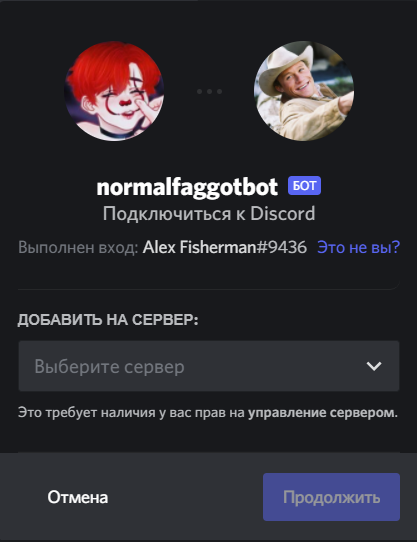 normalfaggotbot БОТ
Подключиться к Discord
Выполнен вход: Alex Fisherman#9436 Это не вы?
ДОБАВИТЬ НА СЕРВЕР:
Выберите сервер
Это требует наличия у вас прав на управление сервером.
Отмена Продолжить